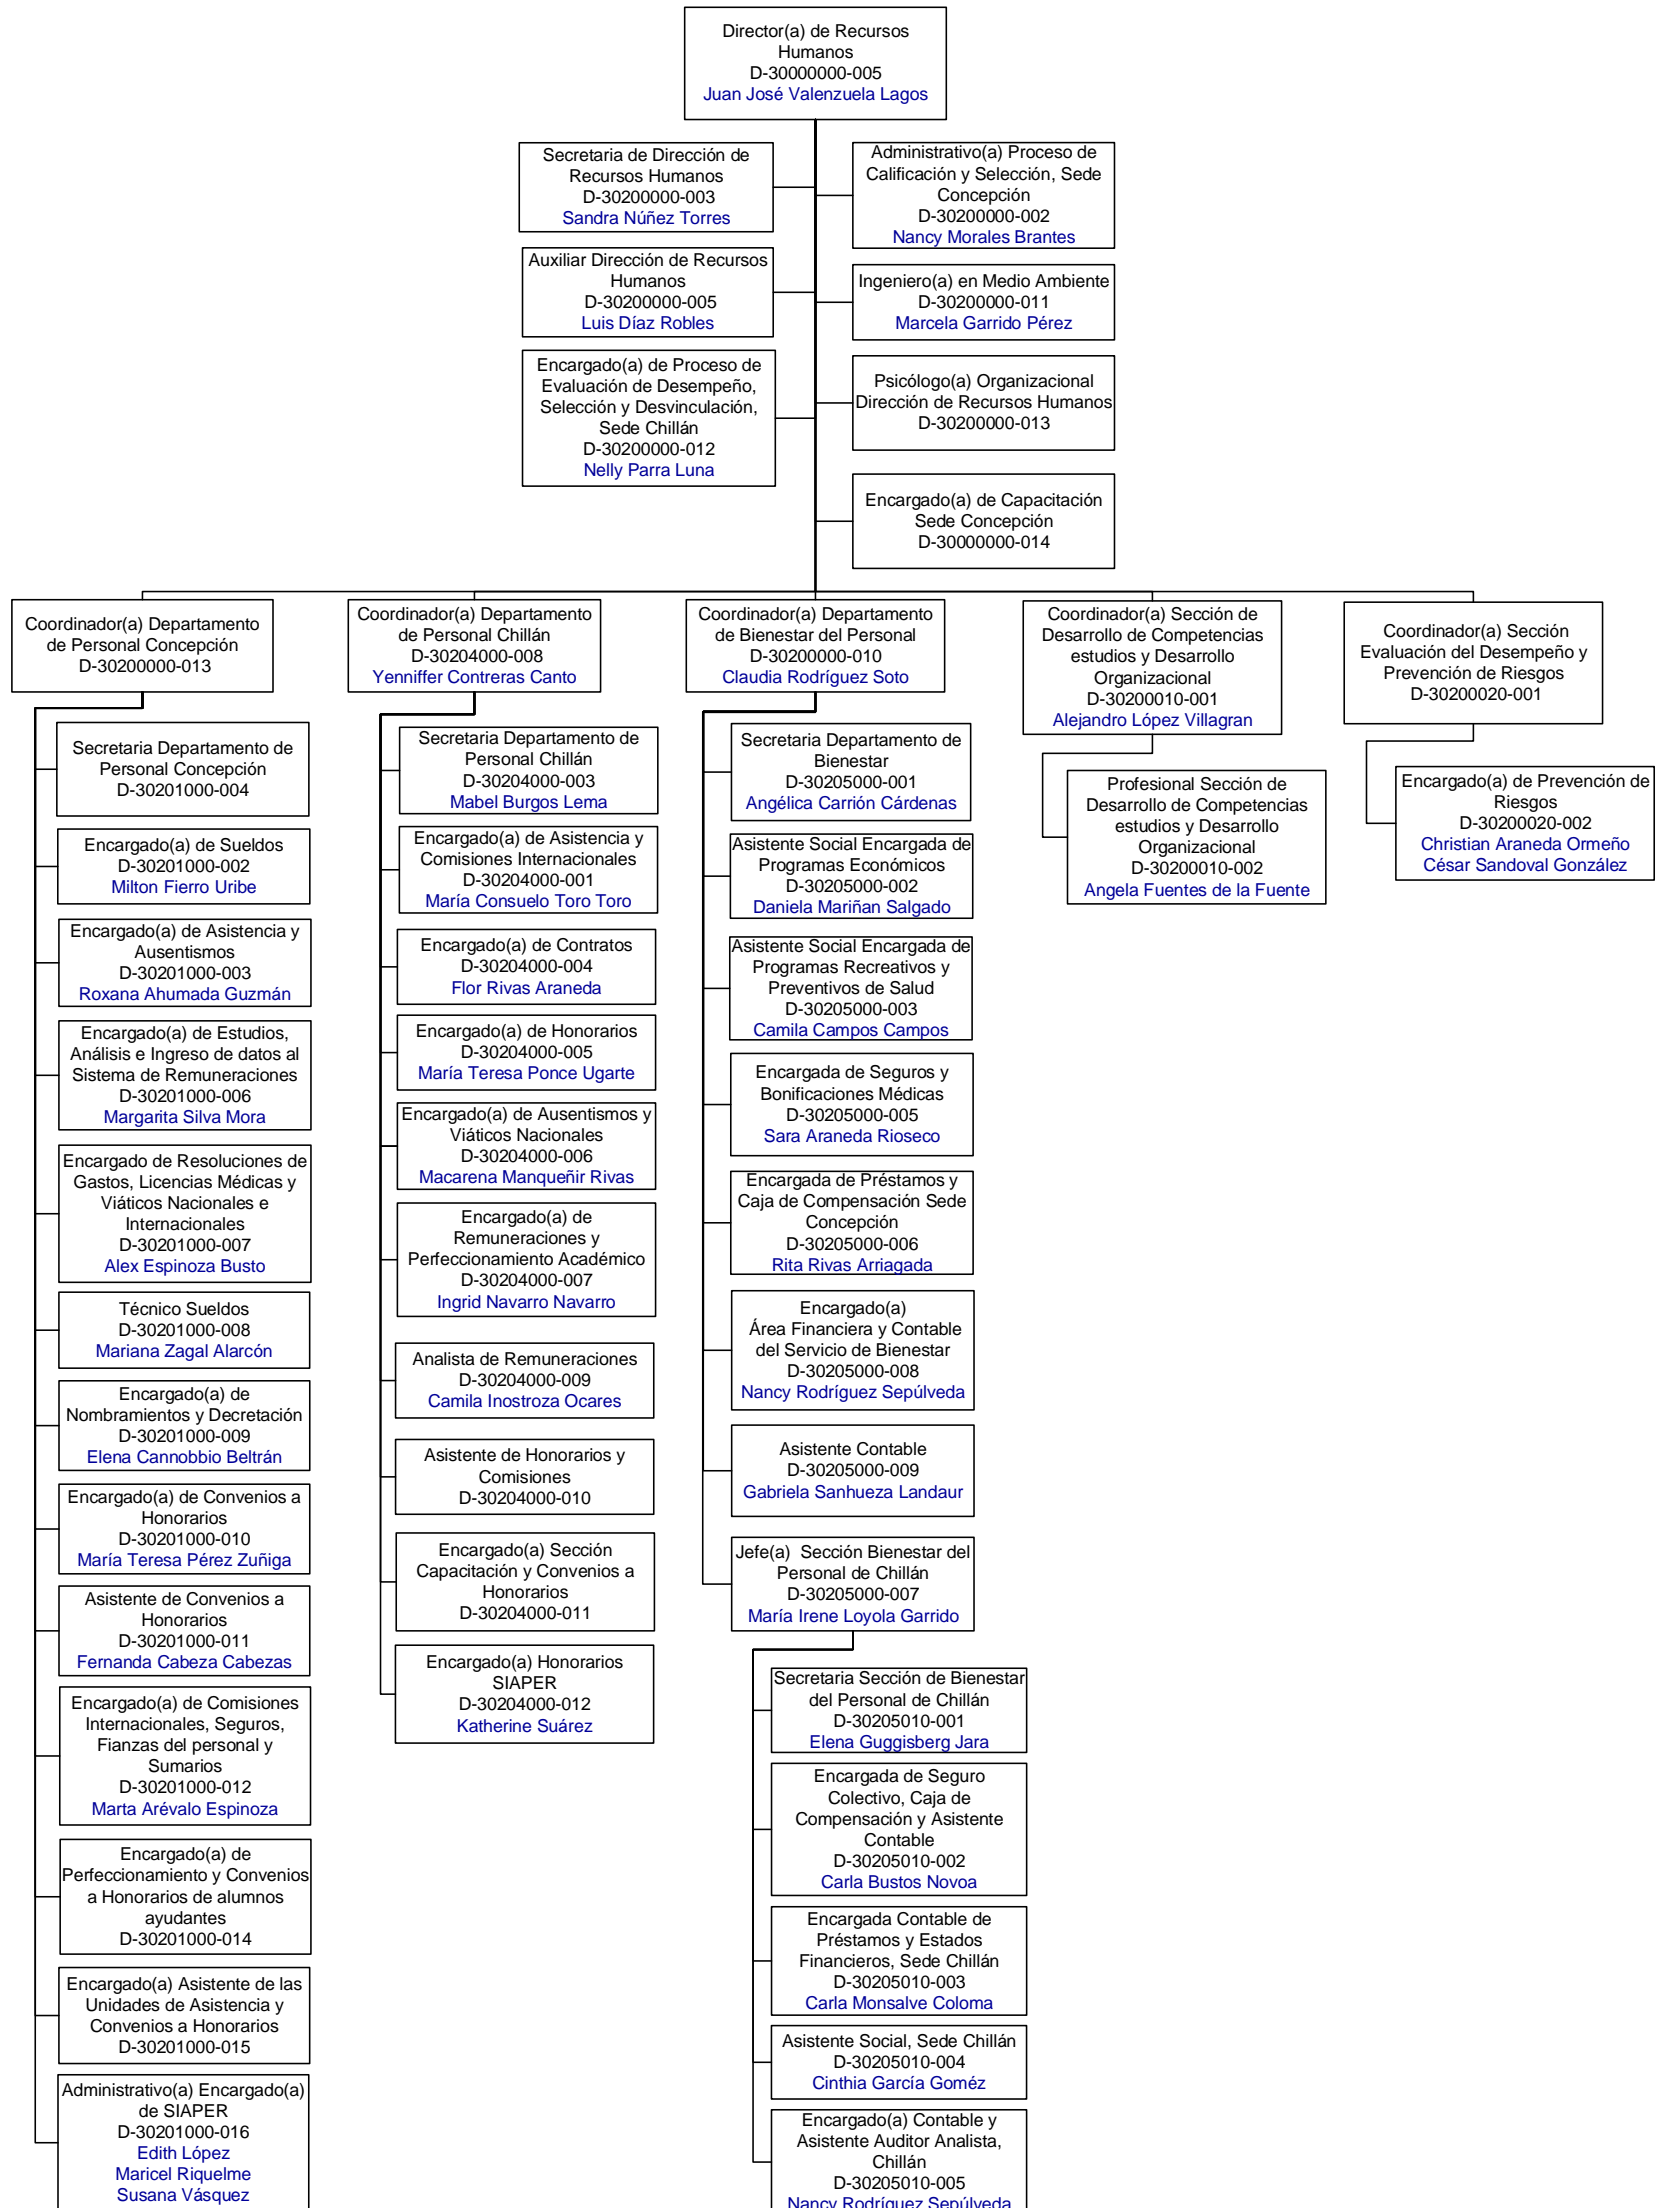 Director(a) de Recursos
Humanos
D-30000000-005
Juan José Valenzuela Lagos
Secretaria de Dirección de
Recursos Humanos
D-30200000-003
Sandra Núñez Torres
Administrativo(a) Proceso de
Calificación y Selección, Sede
Concepción
D-30200000-002
Nancy Morales Brantes
Auxiliar Dirección de Recursos
Humanos
D-30200000-005
Luis Díaz Robles
Ingeniero(a) en Medio Ambiente
D-30200000-011
Marcela Garrido Pérez
Encargado(a) de Proceso de
Evaluación de Desempeño,
Selección y Desvinculación,
Sede Chillán
D-30200000-012
Nelly Parra Luna
Psicólogo(a) Organizacional
Dirección de Recursos Humanos
D-30200000-013
Encargado(a) de Capacitación
Sede Concepción
D-30000000-014
Coordinador(a) Departamento
de Personal Concepción
D-30200000-013
Secretaria Departamento de
Personal Concepción
D-30201000-004
Encargado(a) de Sueldos
D-30201000-002
Milton Fierro Uribe
Encargado(a) de Asistencia y
Ausentismos
D-30201000-003
Roxana Ahumada Guzmán
Encargado(a) de Estudios,
Análisis e Ingreso de datos al
Sistema de Remuneraciones
D-30201000-006
Margarita Silva Mora
Encargado de Resoluciones de
Gastos, Licencias Médicas y
Viáticos Nacionales e
Internacionales
D-30201000-007
Alex Espinoza Busto
Técnico Sueldos
D-30201000-008
Mariana Zagal Alarcón
Encargado(a) de
Nombramientos y Decretación
D-30201000-009
Elena Cannobbio Beltrán
Encargado(a) de Convenios a
Honorarios
D-30201000-010
María Teresa Pérez Zuñiga
Asistente de Convenios a
Honorarios
D-30201000-011
Fernanda Cabeza Cabezas
Encargado(a) de Comisiones
Internacionales, Seguros,
Fianzas del personal y
Sumarios
D-30201000-012
Marta Arévalo Espinoza
Encargado(a) de
Perfeccionamiento y Convenios
a Honorarios de alumnos
ayudantes
D-30201000-014
Encargado(a) Asistente de las
Unidades de Asistencia y
Convenios a Honorarios
D-30201000-015
Administrativo(a) Encargado(a)
de SIAPER
D-30201000-016
Edith López
Maricel Riquelme
Susana Vásquez
Coordinador(a) Departamento
de Personal Chillán
D-30204000-008
Yenniffer Contreras Canto
Secretaria Departamento de
Personal Chillán
D-30204000-003
Mabel Burgos Lema
Encargado(a) de Asistencia y
Comisiones Internacionales
D-30204000-001
María Consuelo Toro Toro
Encargado(a) de Contratos
D-30204000-004
Flor Rivas Araneda
Encargado(a) de Honorarios
D-30204000-005
María Teresa Ponce Ugarte
Encargado(a) de Ausentismos y
Viáticos Nacionales
D-30204000-006
Macarena Manqueñir Rivas
Encargado(a) de
Remuneraciones y
Perfeccionamiento Académico
D-30204000-007
Ingrid Navarro Navarro
Analista de Remuneraciones
D-30204000-009
Camila Inostroza Ocares
Asistente de Honorarios y
Comisiones
D-30204000-010
Encargado(a) Sección
Capacitación y Convenios a
Honorarios
D-30204000-011
Encargado(a) Honorarios
SIAPER
D-30204000-012
Katherine Suárez
Coordinador(a) Departamento
de Bienestar del Personal
D-30200000-010
Claudia Rodríguez Soto
Secretaria Departamento de
Bienestar
D-30205000-001
Angélica Carrión Cárdenas
Asistente Social Encargada de
Programas Económicos
D-30205000-002
Daniela Mariñan Salgado
Asistente Social Encargada de
Programas Recreativos y
Preventivos de Salud
D-30205000-003
Camila Campos Campos
Encargada de Seguros y
Bonificaciones Médicas
D-30205000-005
Sara Araneda Rioseco
Encargada de Préstamos y
Caja de Compensación Sede
Concepción
D-30205000-006
Rita Rivas Arriagada
Encargado(a)
Área Financiera y Contable
del Servicio de Bienestar
D-30205000-008
Nancy Rodríguez Sepúlveda
Asistente Contable
D-30205000-009
Gabriela Sanhueza Landaur
Jefe(a) Sección Bienestar del
Personal de Chillán
D-30205000-007
María Irene Loyola Garrido
Secretaria Sección de Bienestar
del Personal de Chillán
D-30205010-001
Elena Guggisberg Jara
Encargada de Seguro
Colectivo, Caja de
Compensación y Asistente
Contable
D-30205010-002
Carla Bustos Novoa
Encargada Contable de
Préstamos y Estados
Financieros, Sede Chillán
D-30205010-003
Carla Monsalve Coloma
Asistente Social, Sede Chillán
D-30205010-004
Cinthia García Goméz
Encargado(a) Contable y
Asistente Auditor Analista,
Chillán
D-30205010-005
Nancy Rodríguez Sepúlveda
Coordinador(a) Sección de
Desarrollo de Competencias
estudios y Desarrollo
Organizacional
D-30200010-001
Alejandro López Villagran
Profesional Sección de
Desarrollo de Competencias
estudios y Desarrollo
Organizacional
D-30200010-002
Angela Fuentes de la Fuente
Coordinador(a) Sección
Evaluación del Desempeño y
Prevención de Riesgos
D-30200020-001
Encargado(a) de Prevención de
Riesgos
D-30200020-002
Christian Araneda Ormeño
César Sandoval González